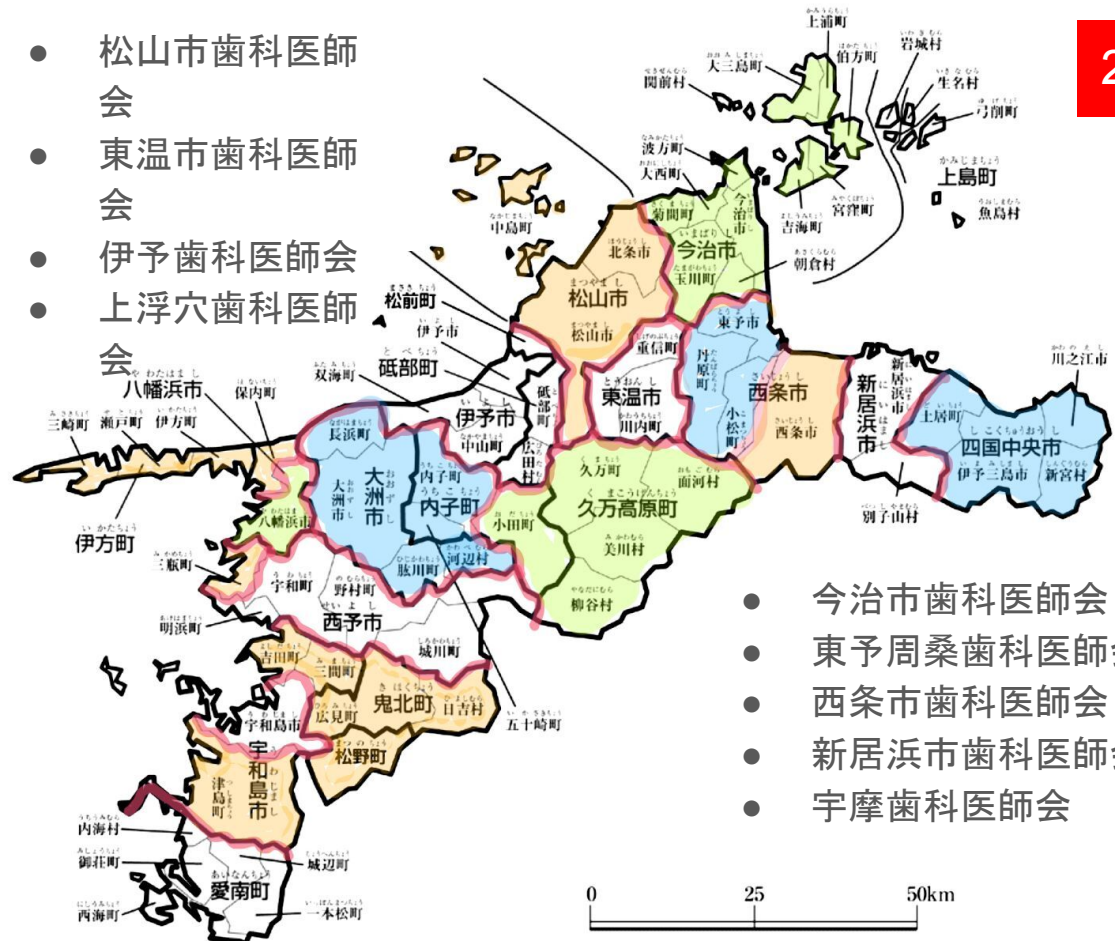 ● 松山市歯科医師
会
● 東温市歯科医師
会
● 伊予歯科医師会
● 上浮穴歯科医師
会
2
上浦町
大三島町
伯方町
岩城村
関前村
生名村
弓削町
波方町
大西町
上島町
菊間町
今治市
宮窪町
吉海町
魚島村
中島町
北条市
今治市
朝倉村
玉川町
松山市
松山市
松前町
伊予市
重信町
東予市
丹原町
西条市
新居浜市
新居浜市
川之江市
八幡浜市
保内町
双海町
砥部町
砥部町
東温市
川内町
小松町
西条市
土居町
四国中央市
三崎町
瀬戸町
伊方町
長浜町
伊予市
中山町
広田村
久万町
面河村
伊予三島市
新宮村
大洲市
大洲市
内子町
内子町
別子山村
伊方町
八幡浜市
小田町
久万高原町
美川村
三瓶町
肱川町
河辺村
宇和町
野村町
柳谷村
西予市
明浜町
城川町
吉田町
三間町
鬼北町
広見町
日吉村
五十崎町
宇和島市
松野町
宇和島市
津島町
内海村
御荘町
城辺町
愛南町
西海町
一本松町
● 今治市歯科医師会
● 東予周桑歯科医師会
● 西条市歯科医師会
● 新居浜市歯科医師会
● 宇摩歯科医師会
0 25 50km